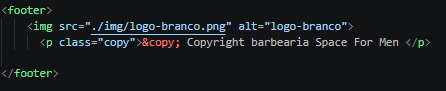 <footer>
<img src="./img/logo-branco.png" alt="logo-branco">
<p class="copy">&copy; Copyright barbearia Space For Men </p>
</footer>